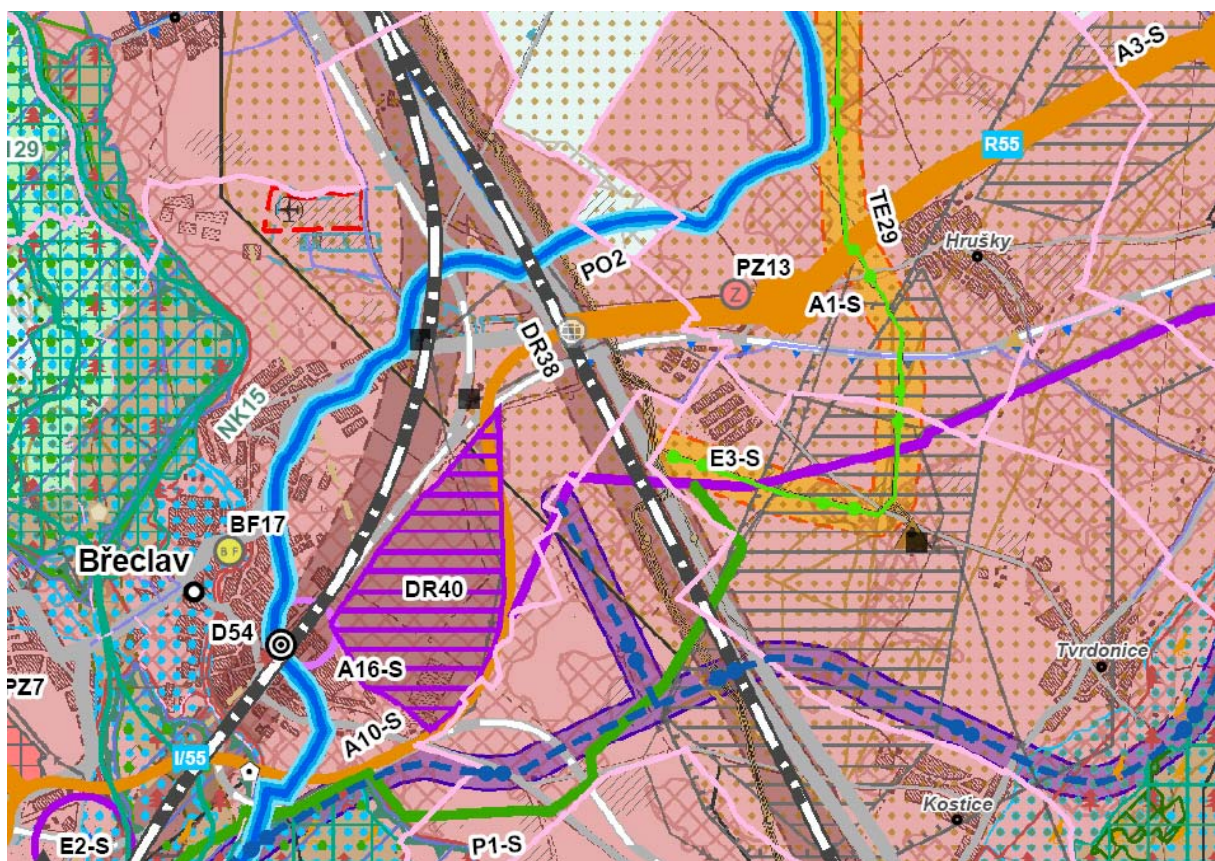 A3-S
129
R55
TE29
Hrušky
PO2
PZ13
Z
A1-S
DR38
NK15
E3-S
BF17
B F
Břeclav
DR40
D54
A16-S
Tvrdonice
PZ7
A10-S
I/55
Kostice
E2-S
P1-S